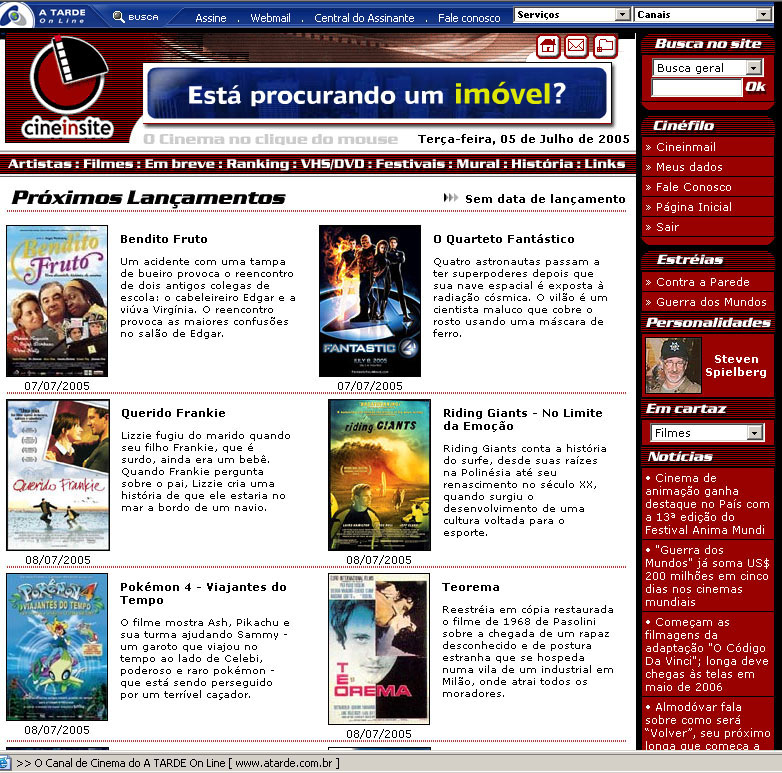 A TARDE
On Line
BUSCA
Assine . Webmail . Central do Assinante . Fale conosco
Serviços
Canais
cineinsite
Está procurando um imóvel?
O Cinema no clique do mouse
Terça-feira, 05 de Julho de 2005
Artistas : Filmes : Em breve : Ranking : VHS/DVD : Festivais : Mural : História : Links
Próximos Lançamentos
Sem data de lançamento
Bendito Fruto
Bendito Fruto
Um acidente com uma tampa
de bueiro provoca o reencontro
de dois antigos colegas de
escola: o cabeleireiro Edgar e a
viúva Virgínia. O reencontro
provoca as maiores confusões
no salão de Edgar.
07/07/2005
FANTASTIC 4
JULY 8, 2005
O Quarteto Fantástico
Quatro astronautas passam a
ter superpoderes depois que
sua nave espacial é exposta à
radiação cósmica. O vilão é um
cientista maluco que cobre o
rosto usando uma máscara de
ferro.
07/07/2005
Querido Frankie
Querido Frankie
Lizzie fugiu do marido quando
seu filho Frankie, que é
surdo, ainda era um bebê.
Quando Frankie pergunta
sobre o pai, Lizzie cria uma
história de que ele estaria no
mar a bordo de um navio.
08/07/2005
riding GIANTS
Riding Giants - No Limite
da Emoção
Riding Giants conta a história
do surfe, desde suas raízes
na Polinésia até seu
renascimento no século XX,
quando surgiu o
desenvolvimento de uma
cultura voltada para o
esporte.
08/07/2005
POKÉMON 4
VIAJANTES DO TEMPO
Pokémon 4 - Viajantes do
Tempo
O filme mostra Ash, Pikachu e
sua turma ajudando Sammy -
um garoto que viajou no
tempo ao lado de Celebi,
poderoso e raro pokémon -
que está sendo perseguido
por um terrível caçador.
08/07/2005
TEOREMA
Teorema
Reestréia em cópia restaurada
o filme de 1968 de Pasolini
sobre a chegada de um rapaz
desconhecido e de postura
estranha que se hospeda
numa vila de um industrial em
Milão, onde atrai todos os
moradores.
08/07/2005
Busca no site
Busca geral
Ok
Cinéfilo
» Cineinmail
» Meus dados
» Fale Conosco
» Página Inicial
» Sair
Estréias
» Contra a Parede
» Guerra dos Mundos
Personalidades
Steven
Spielberg
Em cartaz
Filmes
Notícias
• Cinema de
animação ganha
destaque no País com
a 13ª edição do
Festival Anima Mundi
• "Guerra dos
Mundos" já soma US$
200 milhões em cinco
dias nos cinemas
mundiais
• Começam as
filmagens da
adaptação "O Código
Da Vinci"; longa deve
chegas às telas em
maio de 2006
• Almodóvar fala
sobre como será
“Volver”, seu próximo
longa que começa a
>> O Canal de Cinema do A TARDE On Line [ www.atarde.com.br ]